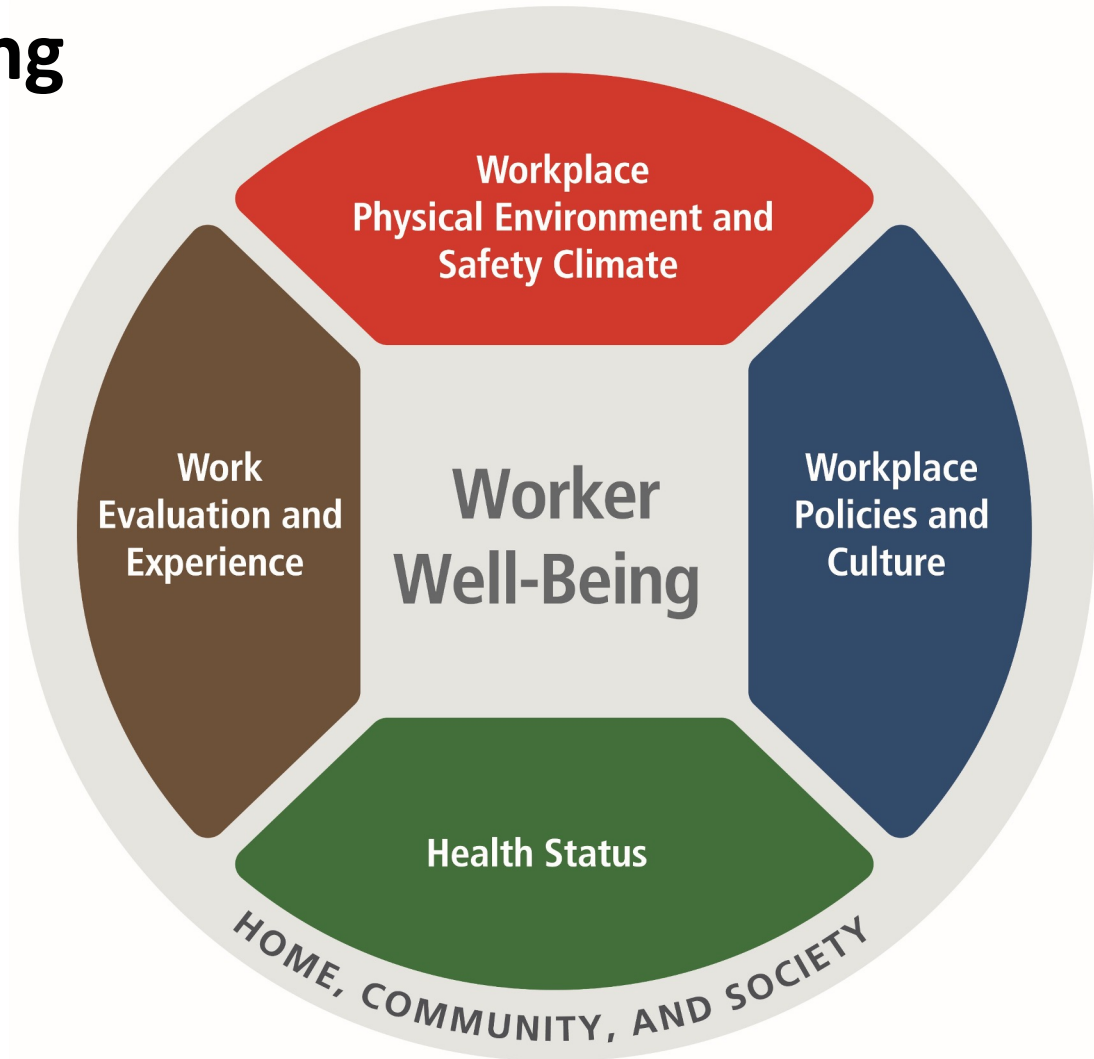 ng
Workplace
Physical Environment and
Safety Climate
Work
Evaluation and
Experience
Worker
Well-Being
Workplace
Policies and
Culture
Health Status
HOME, COMMUNITY, AND SOCIETY